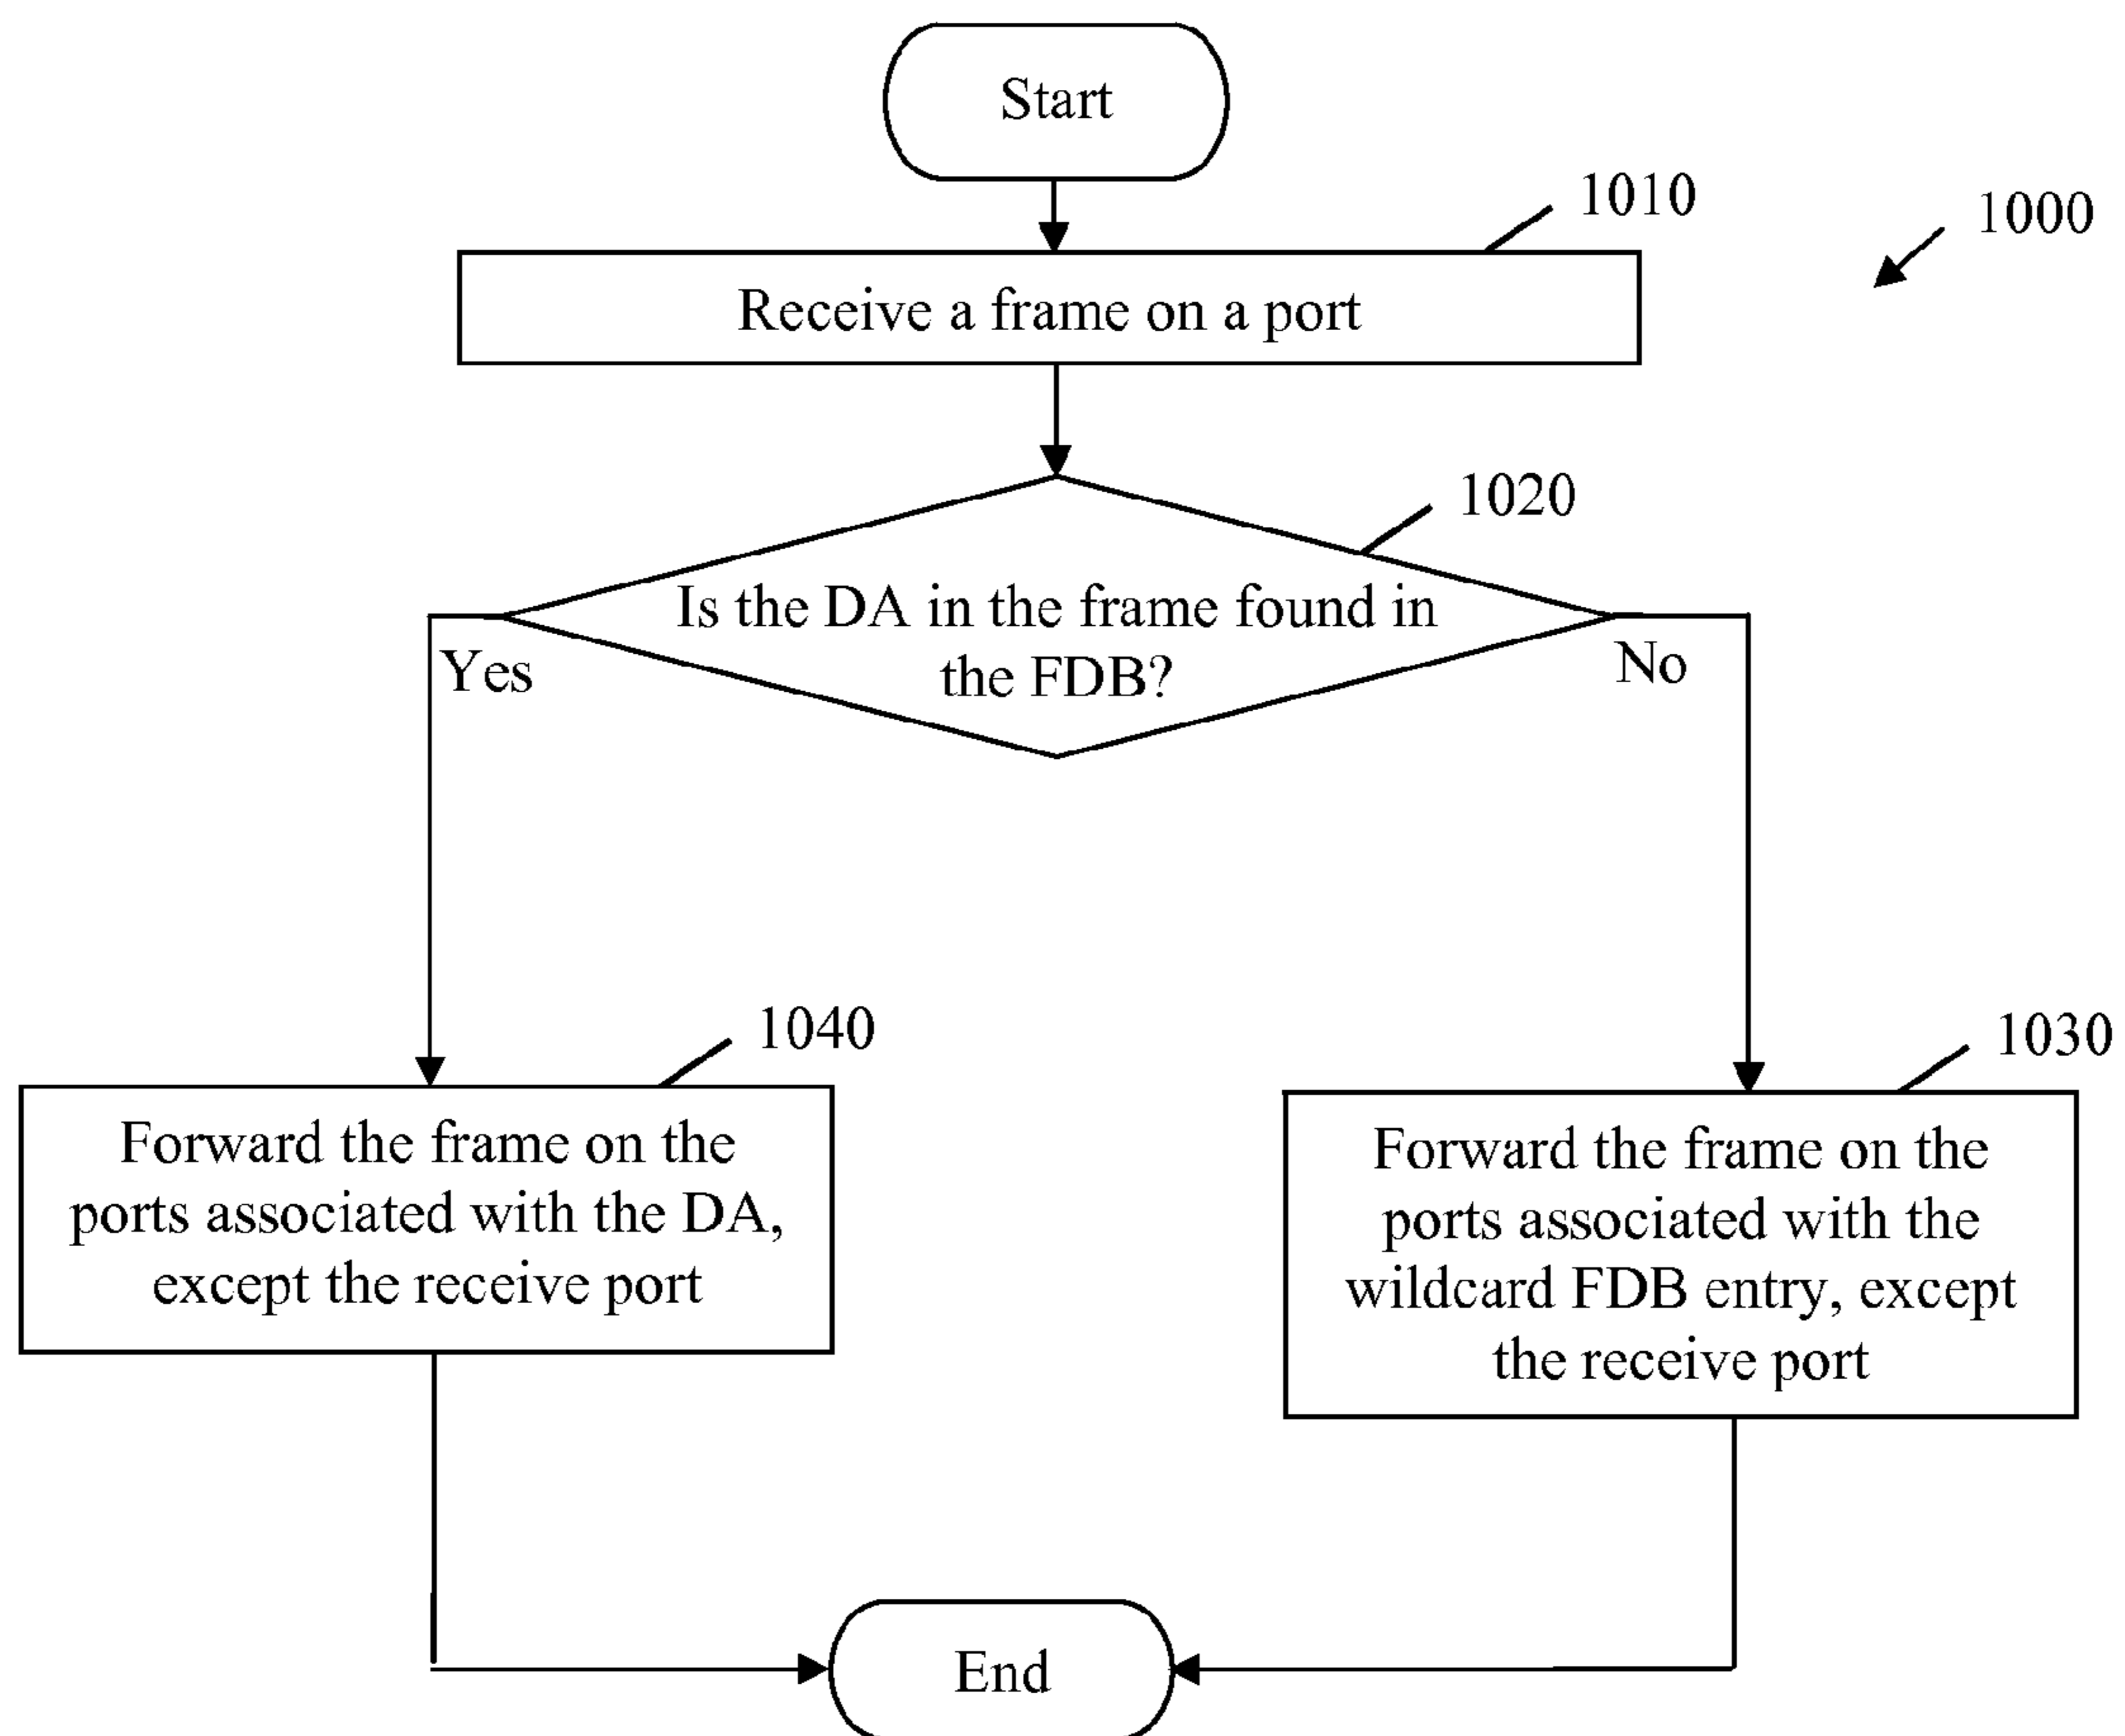 Start
1010
1000
Receive a frame on a port
1020
Is the DA in the frame found in
the FDB?
Yes
No
1040
1030
Forward the frame on the
ports associated with the DA,
except the receive port
Forward the frame on the
ports associated with the
wildcard FDB entry, except
the receive port
End